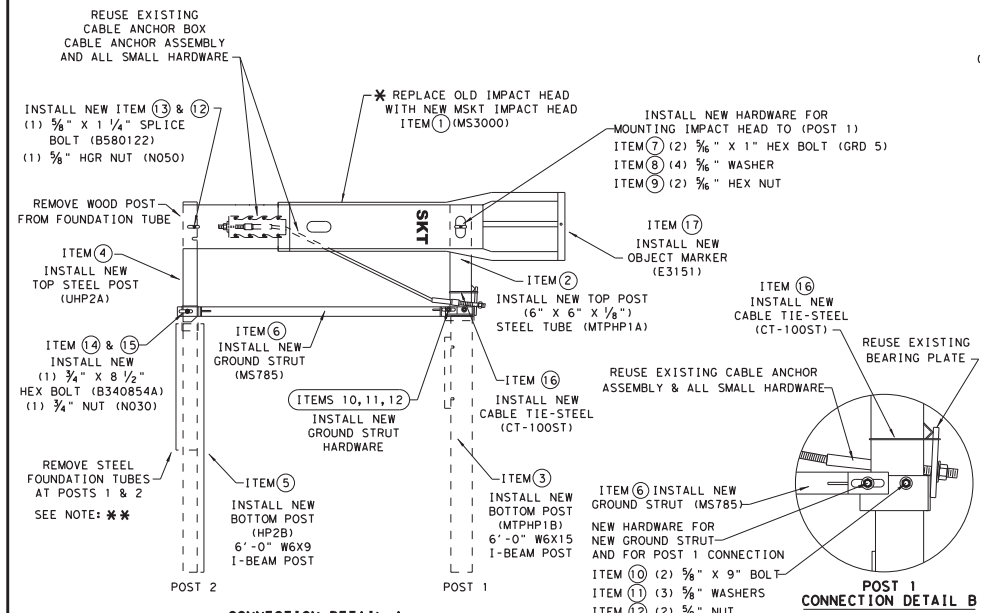 REUSE EXISTING
CABLE ANCHOR BOX
CABLE ANCHOR ASSEMBLY
AND ALL SMALL HARDWARE
INSTALL NEW ITEM 13 & 12
(1) 5/8" X 1 1/4" SPLICE
BOLT (B580122)
(1) 5/8" HGR NUT (N050)
* REPLACE OLD IMPACT HEAD
WITH NEW MSKT IMPACT HEAD
ITEM 1 (MS3000)
INSTALL NEW HARDWARE FOR
MOUNTING IMPACT HEAD TO (POST 1)
ITEM 7 (2) 5/16" X 1" HEX BOLT (GRD 5)
ITEM 8 (4) 5/16" WASHER
ITEM 9 (2) 5/16" HEX NUT
REMOVE WOOD POST
FROM FOUNDATION TUBE
SKT
ITEM 17
INSTALL NEW
OBJECT MARKER
(E3151)
ITEM 4
INSTALL NEW
TOP STEEL POST
(UHP2A)
ITEM 2
INSTALL NEW TOP POST
(6" X 6" X 1/8")
STEEL TUBE (MTPHP1A)
ITEM 16
INSTALL NEW
CABLE TIE-STEEL
(CT-100ST)
REUSE EXISTING
BEARING PLATE
ITEM 14 & 15
INSTALL NEW
(1) 3/4" X 8 1/2"
HEX BOLT (B340854A)
(1) 3/4" NUT (N030)
ITEM 6
INSTALL NEW
GROUND STRUT
(MS785)
ITEMS 10,11,12
INSTALL NEW
GROUND STRUT
HARDWARE
ITEM 16
INSTALL NEW
CABLE TIE-STEEL
(CT-100ST)
REUSE EXISTING CABLE ANCHOR
ASSEMBLY & ALL SMALL HARDWARE
REMOVE STEEL
FOUNDATION TUBES
AT POSTS 1 & 2
SEE NOTE: **
ITEM 5
INSTALL NEW
BOTTOM POST
(HP2B)
6'-0" W6X9
I-BEAM POST
ITEM 3
INSTALL NEW
BOTTOM POST
(MTPHP1B)
6'-0" W6X15
I-BEAM POST
ITEM 6 INSTALL NEW
GROUND STRUT (MS785)
NEW HARDWARE FOR
NEW GROUND STRUT
AND FOR POST 1 CONNECTION
ITEM 10 (2) 5/8" X 9" BOLT
ITEM 11 (3) 5/8" WASHERS
ITEM 12 (2) 5/8" NUT
POST 2
POST 1
POST 1
CONNECTION DETAIL B
CONNECTION DETAIL A